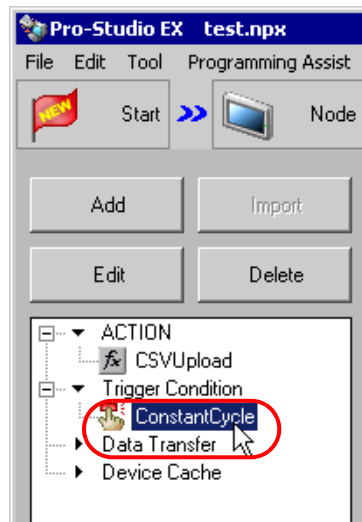 Pro-Studio EX test.npx
File Edit Tool Programming Assist
NEW Start Node
Add Import
Edit Delete
ACTION
fx CSVUpload
Trigger Condition
ConstantCycle
Data Transfer
Device Cache